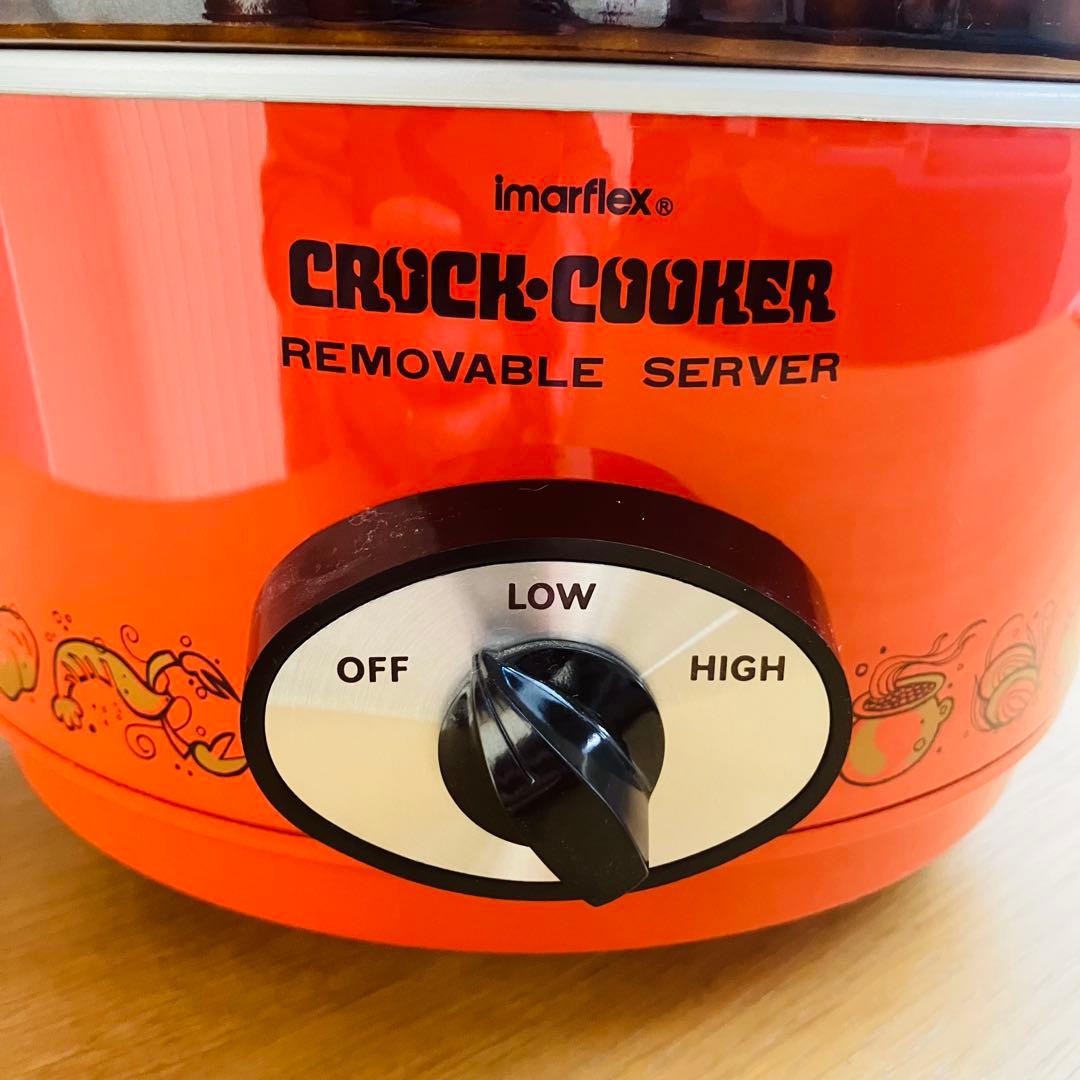 imarflex®
CROCK·COOKER
REMOVABLE SERVER
LOW
OFF HIGH